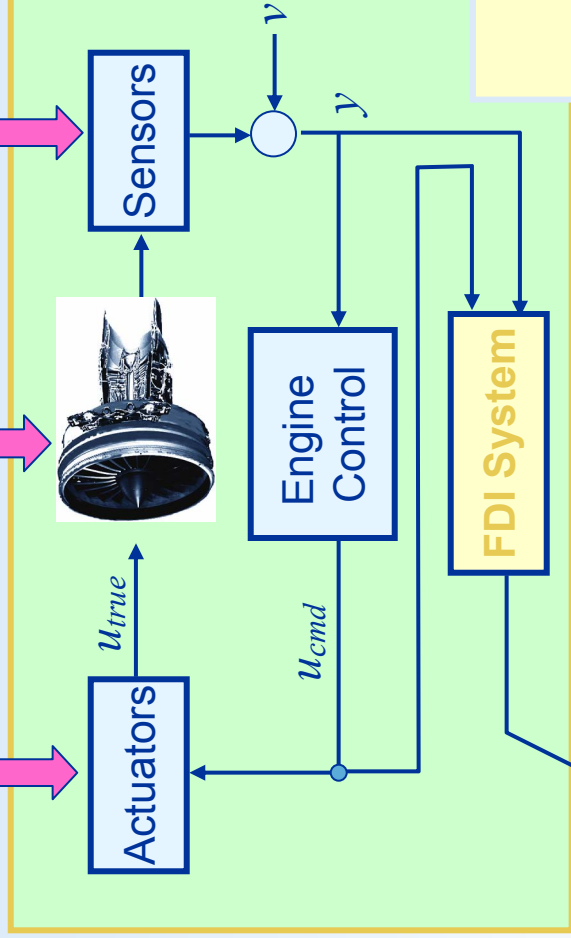 Actuators
u_true
Sensors
v
y
Engine
Control
u_cmd
FDI System